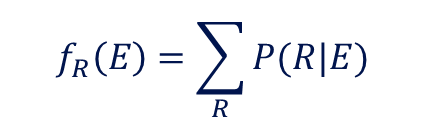 f_R(E) = ∑_R P(R|E)